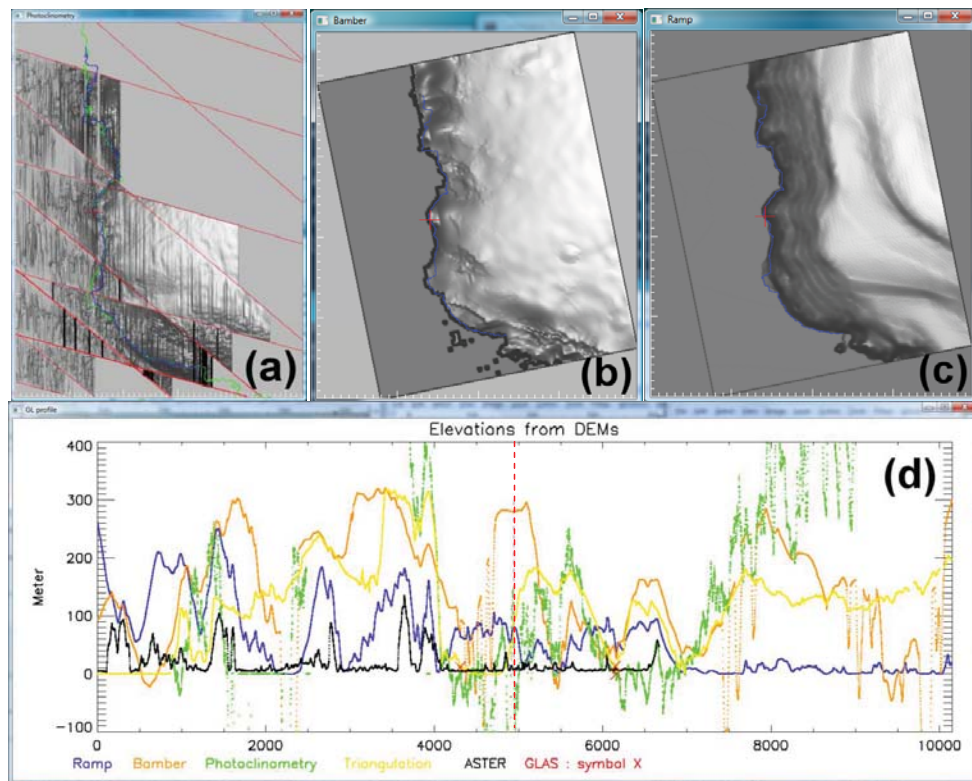 Photoclinometry
Bamber
Ramp
(a)
(b)
(c)
GL profile
Elevations from DEMs
(d)
400
300
200
100
0
-100
Meter
0
2000
4000
6000
8000
10000
Ramp Bamber Photoclinometry Triangulation ASTER GLAS : symbol X